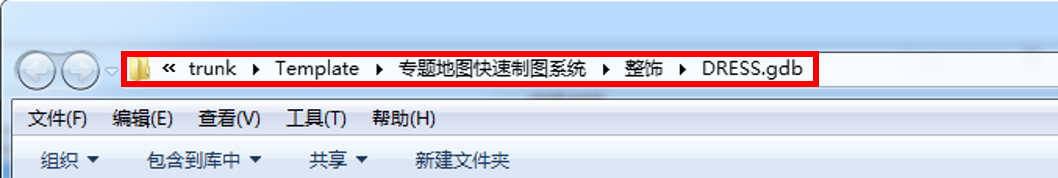 « trunk ▸ Template ▸ 专题地图快速制图系统 ▸ 整饰 ▸ DRESS.gdb
文件(F) 编辑(E) 查看(V) 工具(T) 帮助(H)
组织 ▼ 包含到库中 ▼ 共享 ▼ 新建文件夹